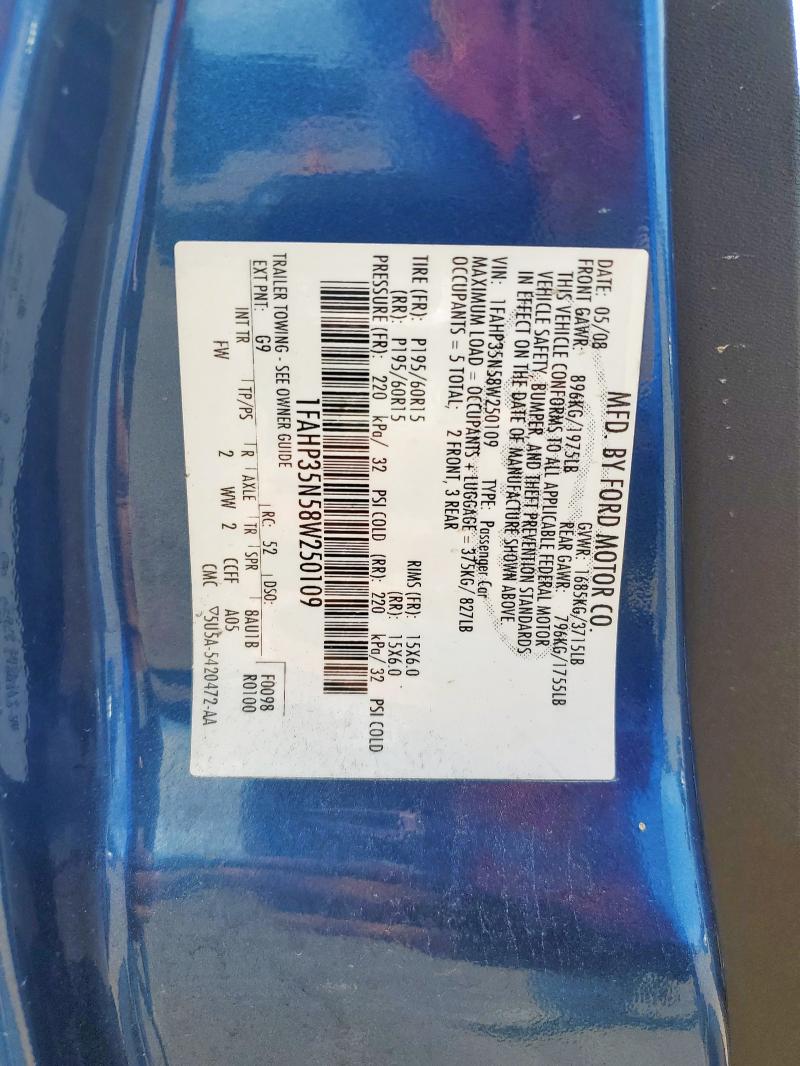 MFD. BY FORD MOTOR CO.
DATE: 05/08 GVWR: 1685KG/3715LB
FRONT GAWR: 896KG/1975LB REAR GAWR: 796KG/1755LB
THIS VEHICLE CONFORMS TO ALL APPLICABLE FEDERAL MOTOR
VEHICLE SAFETY, BUMPER, AND THEFT PREVENTION STANDARDS
IN EFFECT ON THE DATE OF MANUFACTURE SHOWN ABOVE.
VIN: 1FAHP35N58W250109 TYPE: Passenger Car
MAXIMUM LOAD = OCCUPANTS + LUGGAGE = 375KG/827LB
OCCUPANTS = 5 TOTAL; 2 FRONT, 3 REAR
TIRE (FR): P195/60R15 RIMS (FR): 15X6.0
(RR): P195/60R15 (RR): 15X6.0
PRESSURE (FR): 220 kPa/ 32 PSI COLD (RR): 220 kPa/32 PSI COLD
1FAHP35N58W250109
TRAILER TOWING - SEE OWNER GUIDE
F0098
EXT PNT: G9 RC: 52 DSO: R0100
INT TR TP/PS R AXLE TR SPR 8AU1B
FW 2 WW 2 CCFF A05
CMC ▽5U5A-5420472-AA